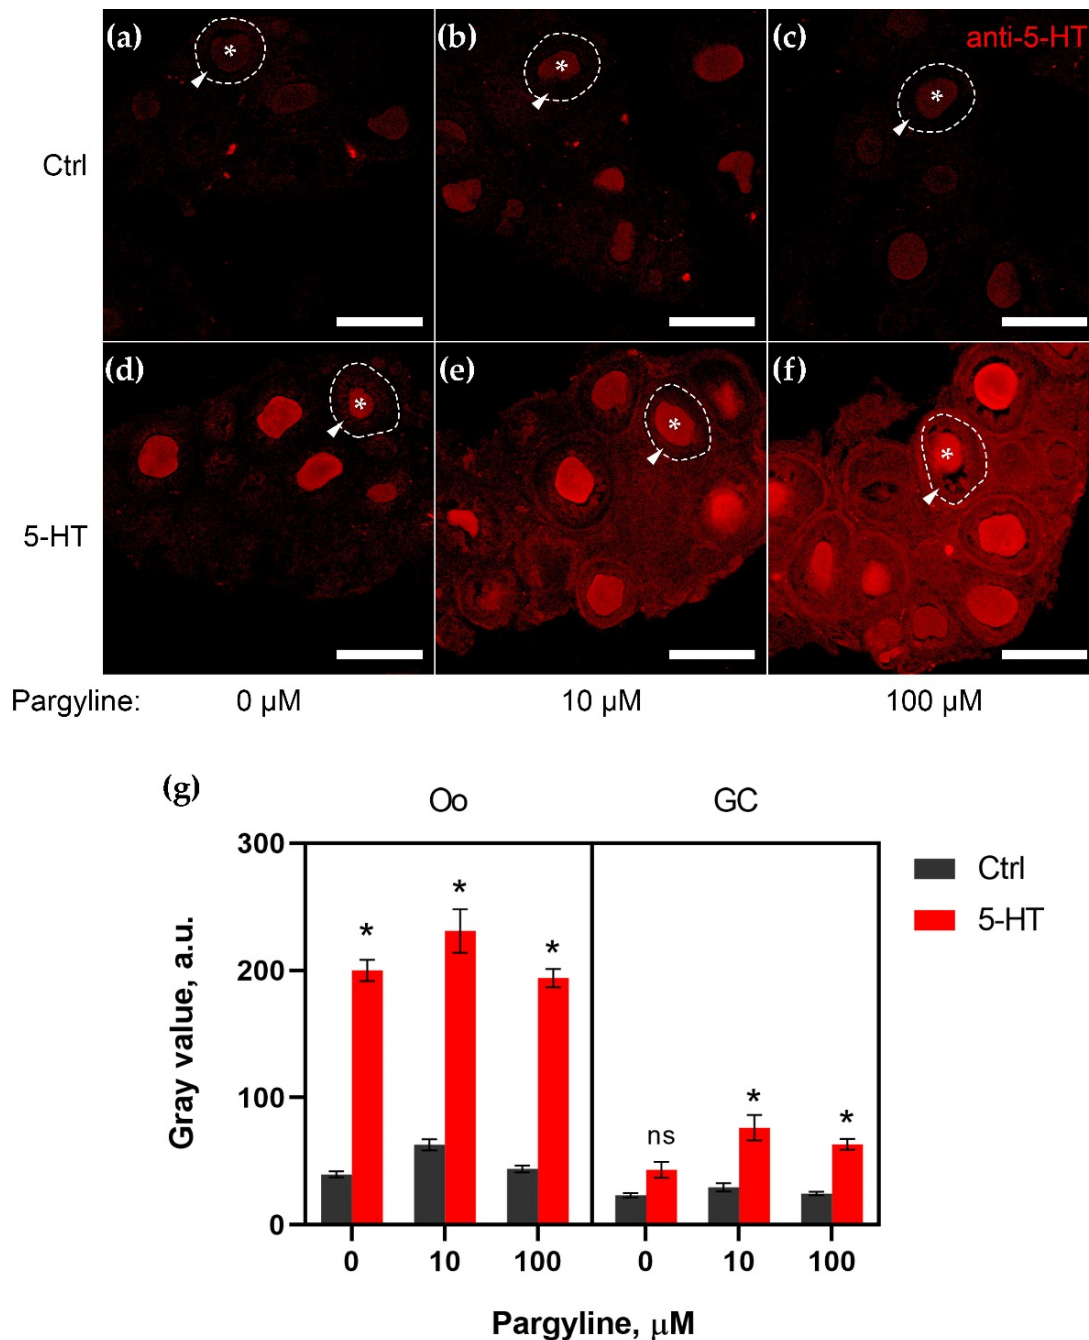 (a) (b) (c) anti-5-HT
Ctrl
* * *
(d) (e) (f)
5-HT
* * *
Pargyline: 0 μM 10 μM 100 μM
(g) Oo GC
300
200
100
0
Gray value, a.u.
* * * ns * *
Ctrl
5-HT
0 10 100 0 10 100
Pargyline, μM